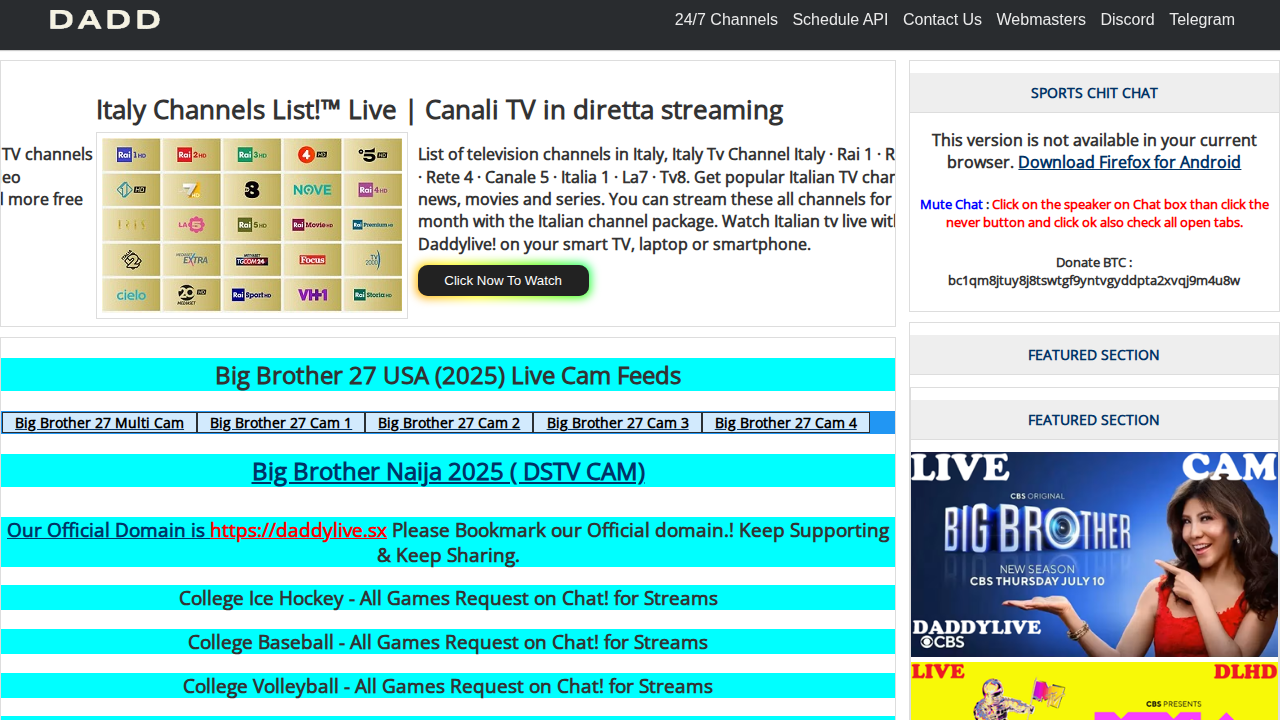 DADD
24/7 Channels Schedule API Contact Us Webmasters Discord Telegram
Italy Channels List!™ Live | Canali TV in diretta streaming
TV channels
eo
more free
Rai 1 HD Rai 2 HD Rai 3 HD 4 HD 5 HD
HD 7 8 NOVE Rai 4 HD
LA 5 Rai 5 HD Rai Movie HD Rai Premium HD
MEDIASET EXTRA MEDIASET TGCOM24 Focus TV 2000
cielo 20 HD MEDIASET Rai Sport HD VH1 Rai Storia HD
List of television channels in Italy, Italy Tv Channel Italy · Rai 1 · R
· Rete 4 · Canale 5 · Italia 1 · La7 · Tv8. Get popular Italian TV char
news, movies and series. You can stream these all channels for
month with the Italian channel package. Watch Italian tv live with
Daddylive! on your smart TV, laptop or smartphone.
Click Now To Watch
Big Brother 27 USA (2025) Live Cam Feeds
Big Brother 27 Multi Cam Big Brother 27 Cam 1 Big Brother 27 Cam 2 Big Brother 27 Cam 3 Big Brother 27 Cam 4
Big Brother Naija 2025 ( DSTV CAM)
Our Official Domain is https://daddylive.sx Please Bookmark our Official domain.! Keep Supporting
& Keep Sharing.
College Ice Hockey - All Games Request on Chat! for Streams
College Baseball - All Games Request on Chat! for Streams
College Volleyball - All Games Request on Chat! for Streams
SPORTS CHIT CHAT
This version is not available in your current
browser. Download Firefox for Android
Mute Chat : Click on the speaker on Chat box than click the
never button and click ok also check all open tabs.
Donate BTC :
bc1qm8jtuy8j8tswtgf9yntvgyddpta2xvqj9m4u8w
FEATURED SECTION
FEATURED SECTION
LIVE CAM
CBS ORIGINAL
BIG BROTHER
NEW SEASON
CBS THURSDAY JULY 10
DADDYLIVE
CBS
LIVE DLHD
CBS PRESENTS